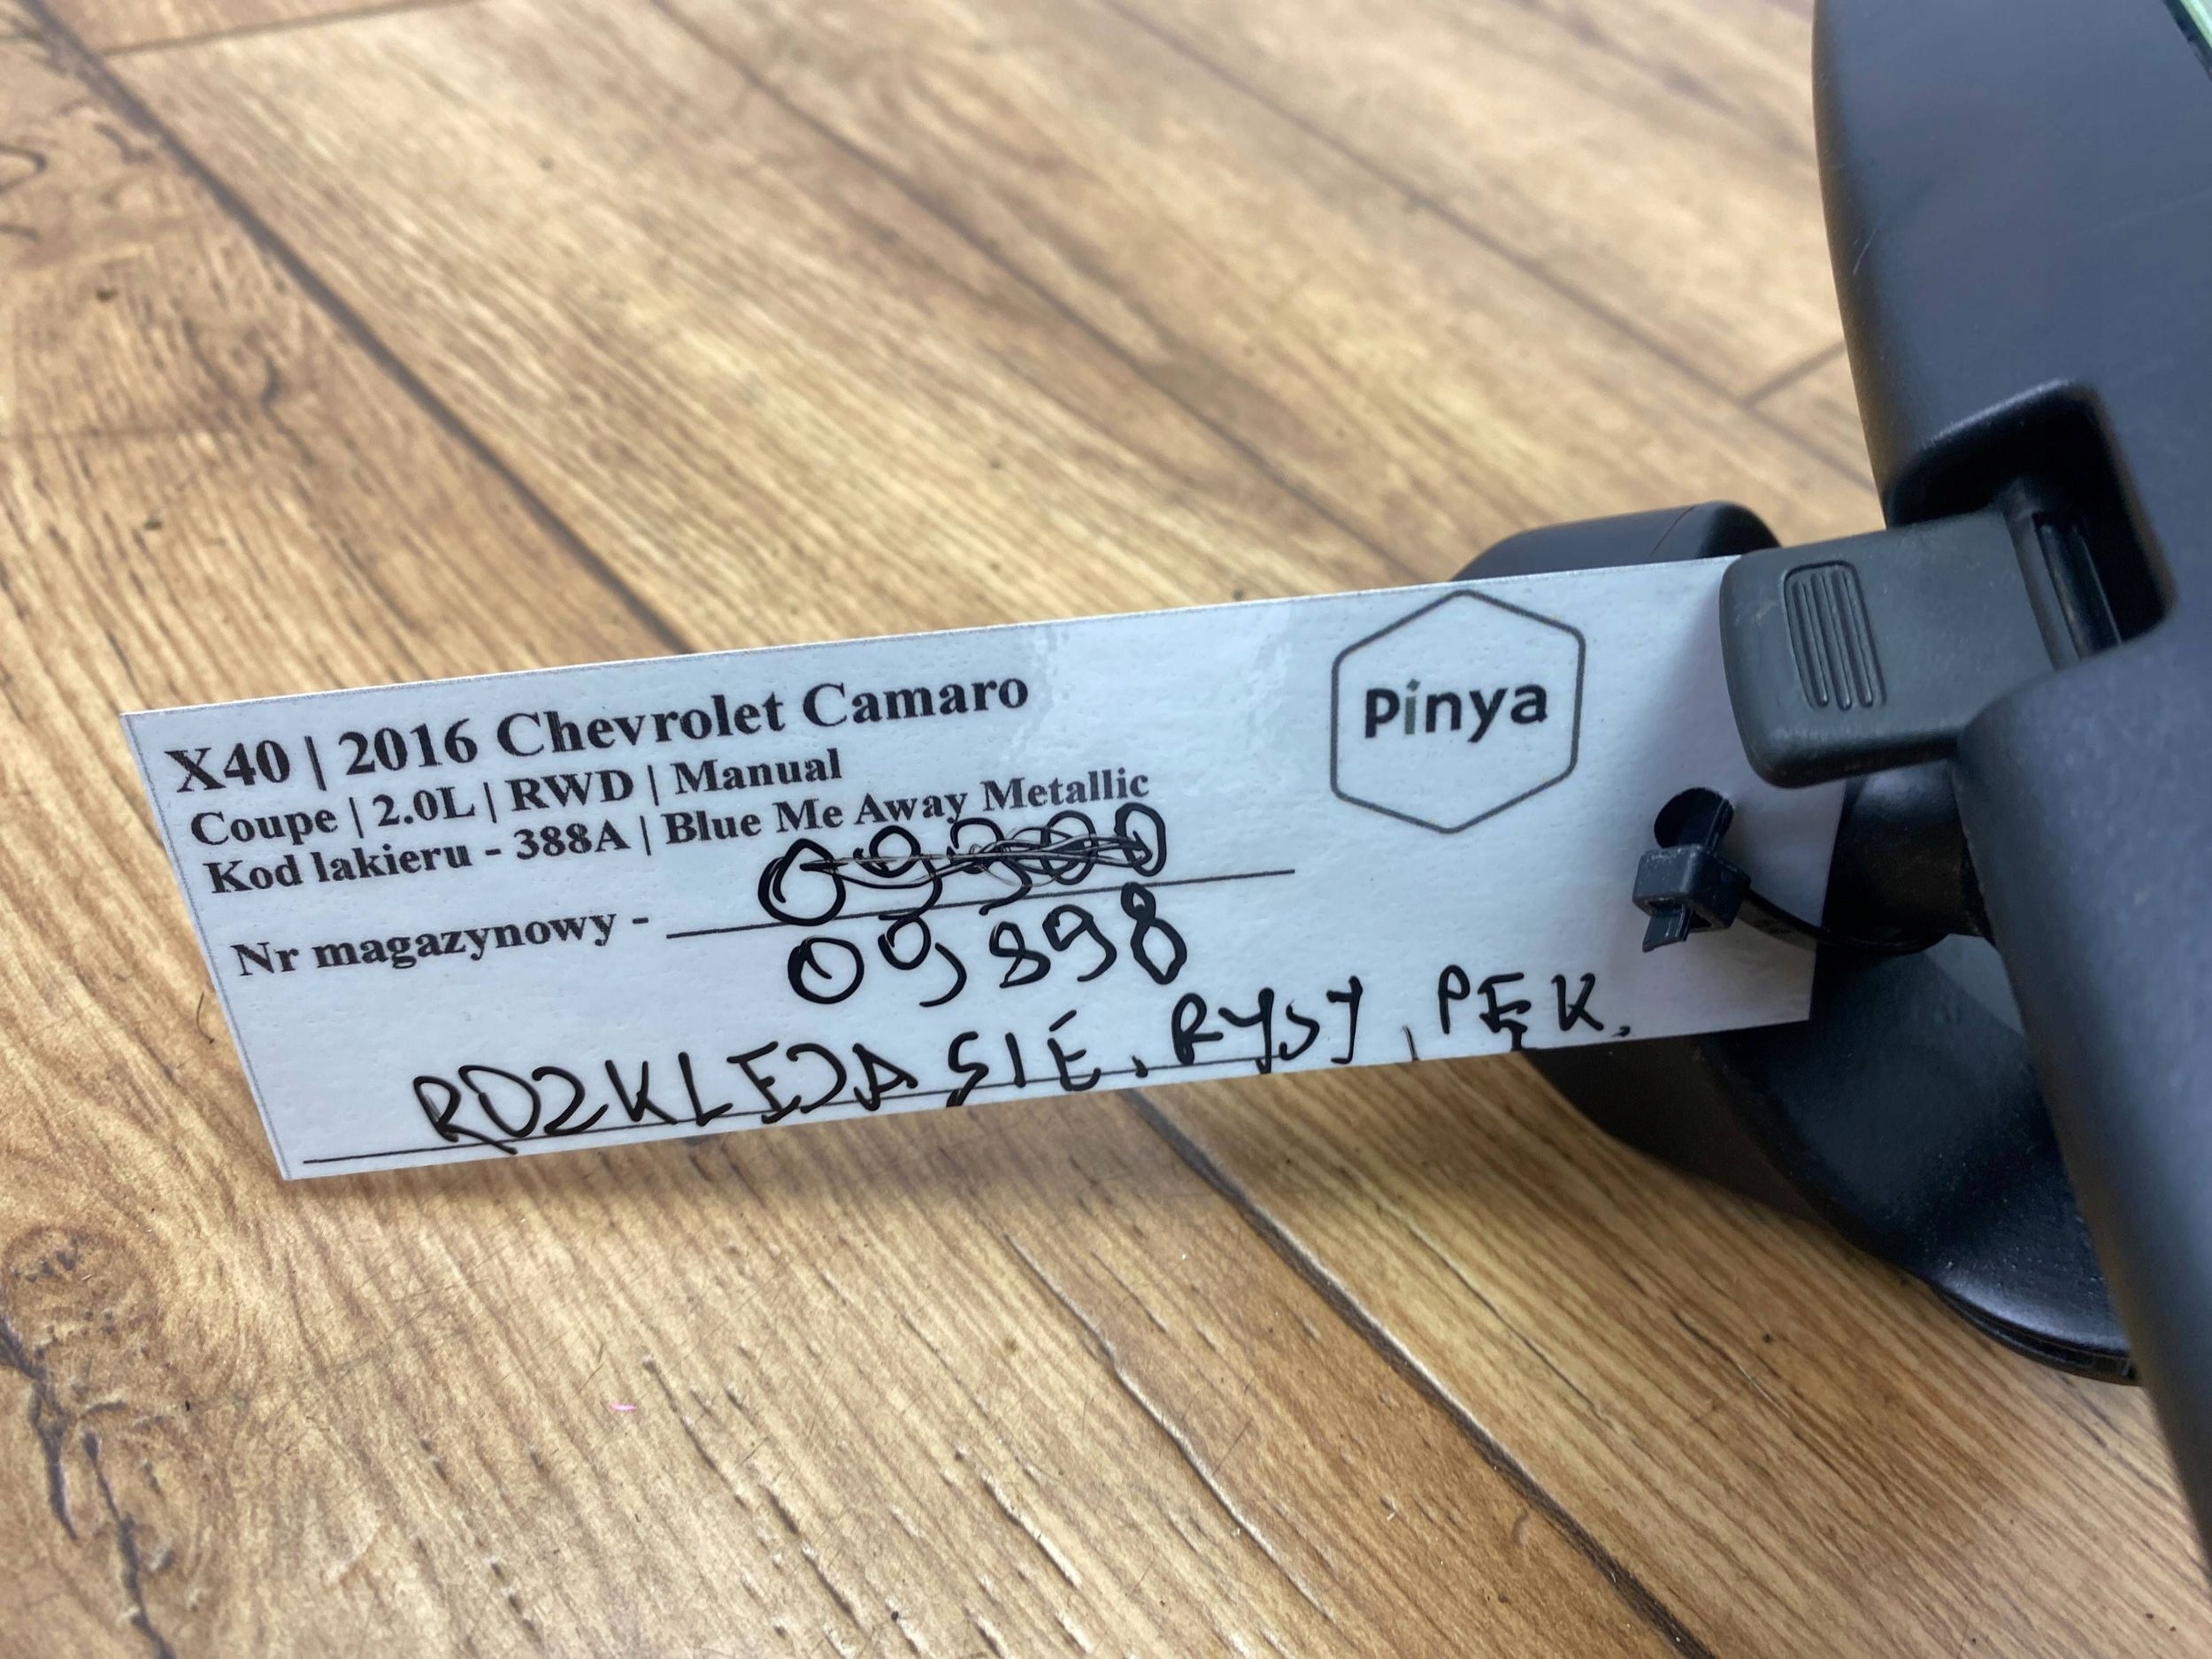 X40 | 2016 Chevrolet Camaro
Pinya
Coupe | 2.0L | RWD | Manual
Kod lakieru - 388A | Blue Me Away Metallic
Nr magazynowy -
09898
ROZKLEJA SIĘ, RYSY, PĘK.